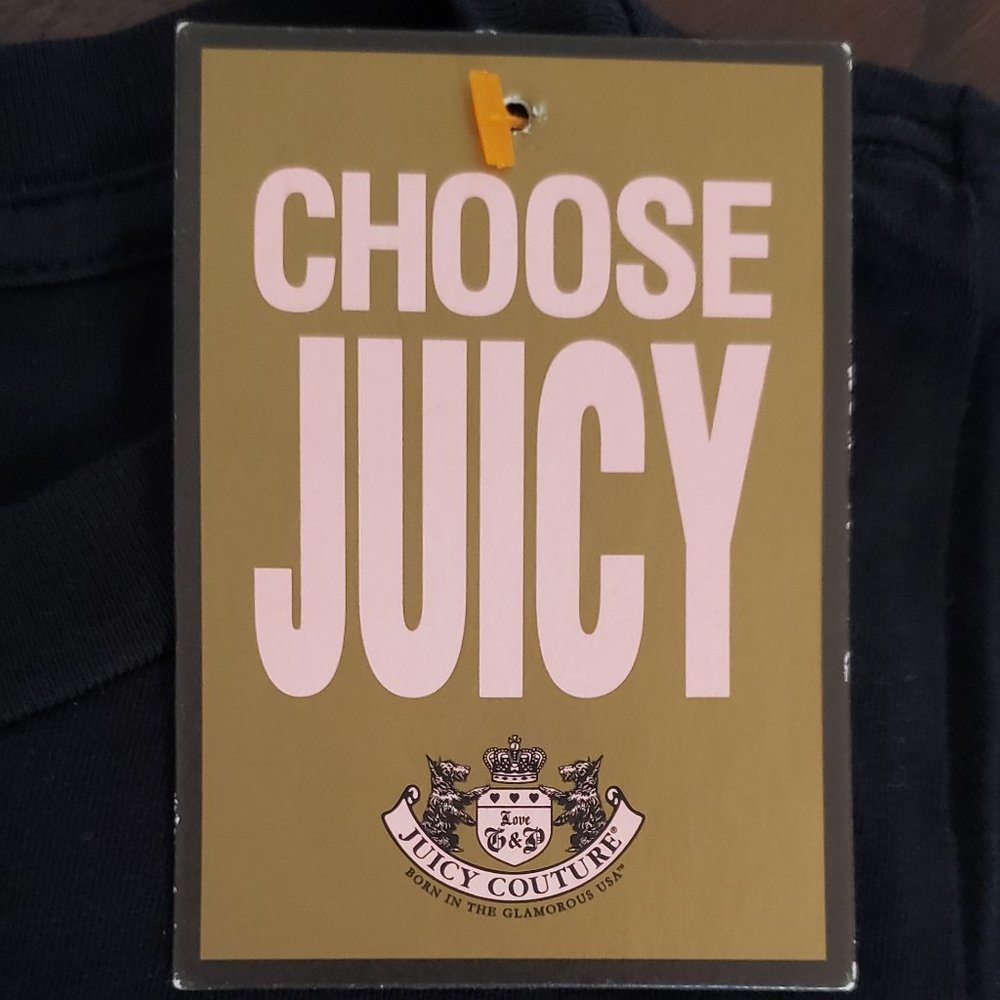 CHOOSE
JUICY
Love
G&P
JUICY COUTURE®
BORN IN THE GLAMOROUS USA™